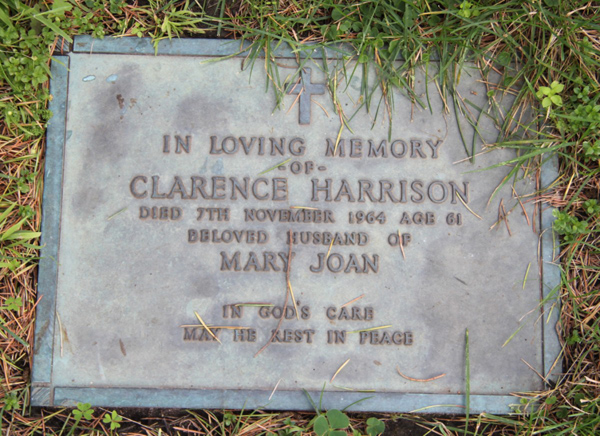 IN LOVING MEMORY
-OF-
CLARENCE HARRISON
DIED 7TH NOVEMBER 1964 AGE 61
BELOVED HUSBAND OF
MARY JOAN
IN GOD'S CARE
MAY HE REST IN PEACE